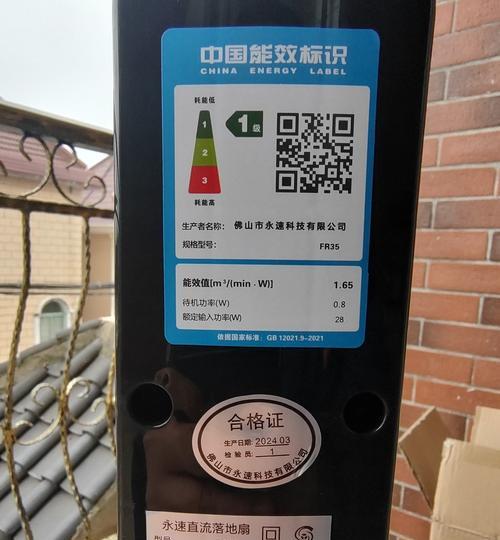 中国能效标识
CHINA ENERGY LABEL
耗能低
1
1级
2
3
耗能高
生产者名称: 佛山市永速科技有限公司
规格型号: FR35
能效值[m³/(min·W)] 1.65
待机功率(W) 0.8
额定输入功率(W) 28
依据国家标准: GB 12021.9-2021
合格证
生产日期: 2024.03
检验员: 1
佛山市永速科技有限公司
永速直流落地扇
型号